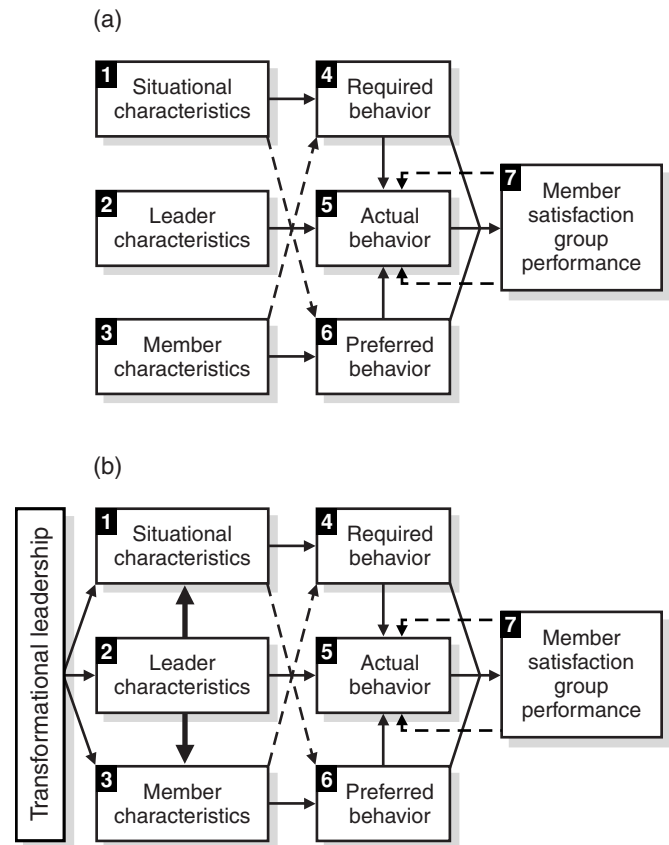 (a)
1
Situational
characteristics
4
Required
behavior
2
Leader
characteristics
5
Actual
behavior
7
Member
satisfaction
group
performance
3
Member
characteristics
6
Preferred
behavior
(b)
Transformational leadership
1
Situational
characteristics
4
Required
behavior
2
Leader
characteristics
5
Actual
behavior
7
Member
satisfaction
group
performance
3
Member
characteristics
6
Preferred
behavior